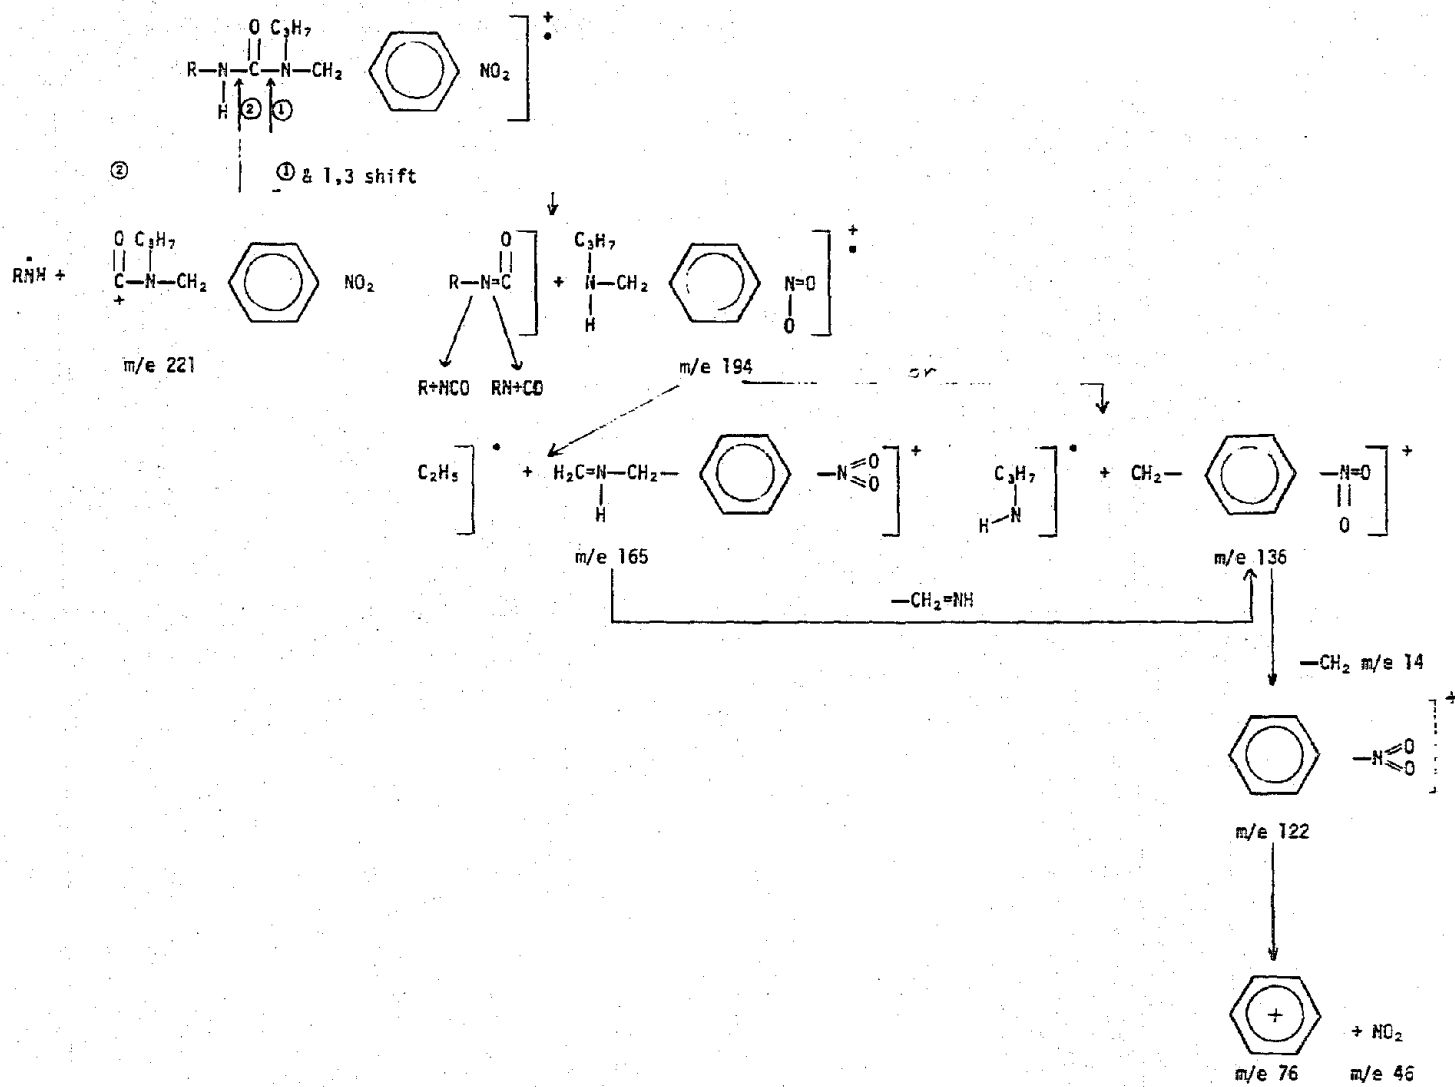 O C₃H₇
R—N—C—N—CH₂ NO₂ + •
H ② ①
② ① & 1,3 shift
O C₃H₇ O C₃H₇ + •
RṄH + C—N—CH₂ NO₂ R—N=C + N—CH₂ N=O
+ H O
m/e 221 m/e 194
R+NCO RN+CO or
C₂H₅ • + H₂C=N—CH₂— —N=O =O + C₃H₇ • + CH₂— —N=O +
H H—N O
m/e 165 m/e 136
—CH₂=NH
—CH₂ m/e 14
—N=O =O +
m/e 122
+ + NO₂
m/e 76 m/e 46